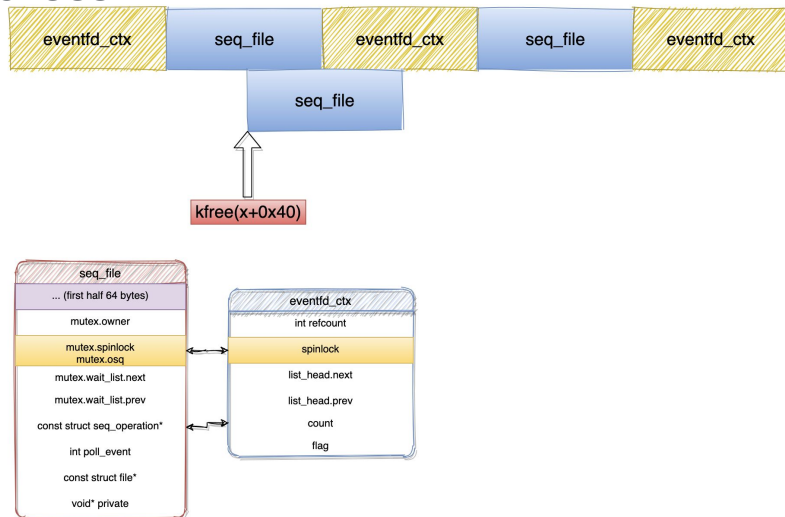 eventfd_ctx
seq_file
eventfd_ctx
seq_file
eventfd_ctx
seq_file
kfree(x+0x40)
seq_file
... (first half 64 bytes)
mutex.owner
mutex.spinlock
mutex.osq
mutex.wait_list.next
mutex.wait_list.prev
const struct seq_operation*
int poll_event
const struct file*
void* private
eventfd_ctx
int refcount
spinlock
list_head.next
list_head.prev
count
flag